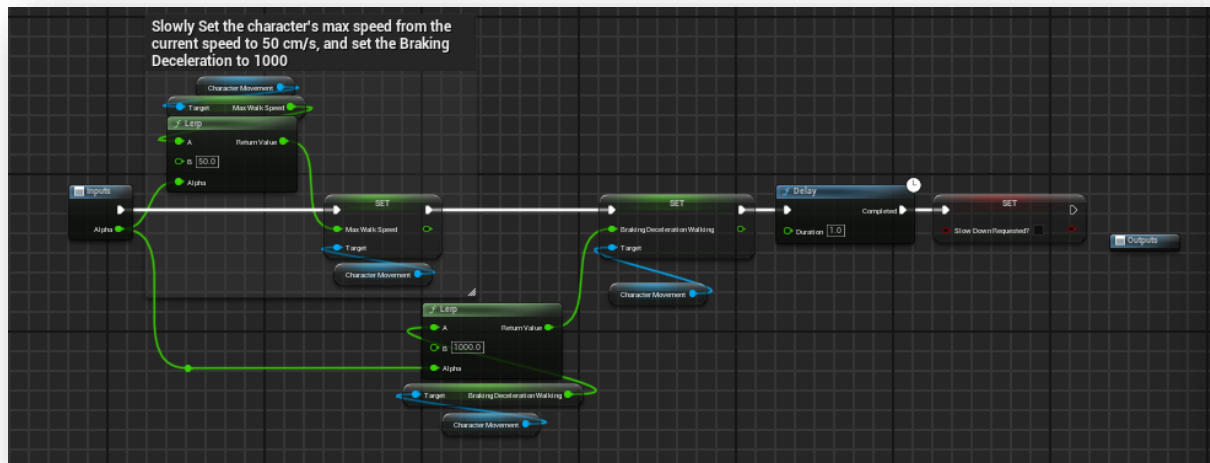 Slowly Set the character's max speed from the
current speed to 50 cm/s, and set the Braking
Deceleration to 1000
Character Movement
Target Max Walk Speed
f Lerp
A Return Value
B 50.0
Alpha
Inputs
Alpha
SET
Max Walk Speed
Target
Character Movement
SET
Braking Deceleration Walking
Target
Character Movement
f Delay
Completed
Duration 1.0
SET
Slow Down Requested?
Outputs
f Lerp
A Return Value
B 1000.0
Alpha
Target Braking Deceleration Walking
Character Movement